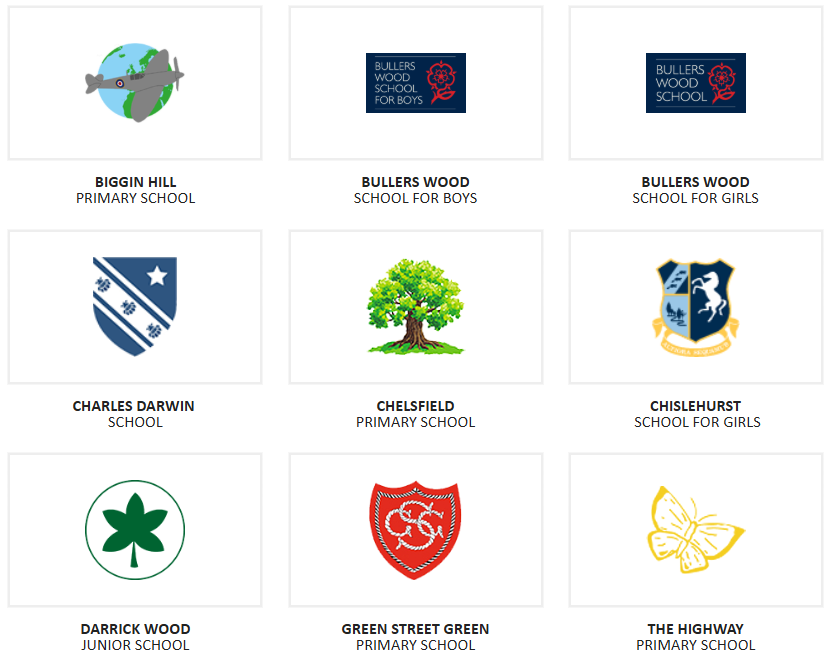 BULLERS
WOOD
SCHOOL
FOR BOYS
BULLERS
WOOD
SCHOOL
BIGGIN HILL
PRIMARY SCHOOL
BULLERS WOOD
SCHOOL FOR BOYS
BULLERS WOOD
SCHOOL FOR GIRLS
CHARLES DARWIN
SCHOOL
CHELSFIELD
PRIMARY SCHOOL
CHISLEHURST
SCHOOL FOR GIRLS
DARRICK WOOD
JUNIOR SCHOOL
GREEN STREET GREEN
PRIMARY SCHOOL
THE HIGHWAY
PRIMARY SCHOOL